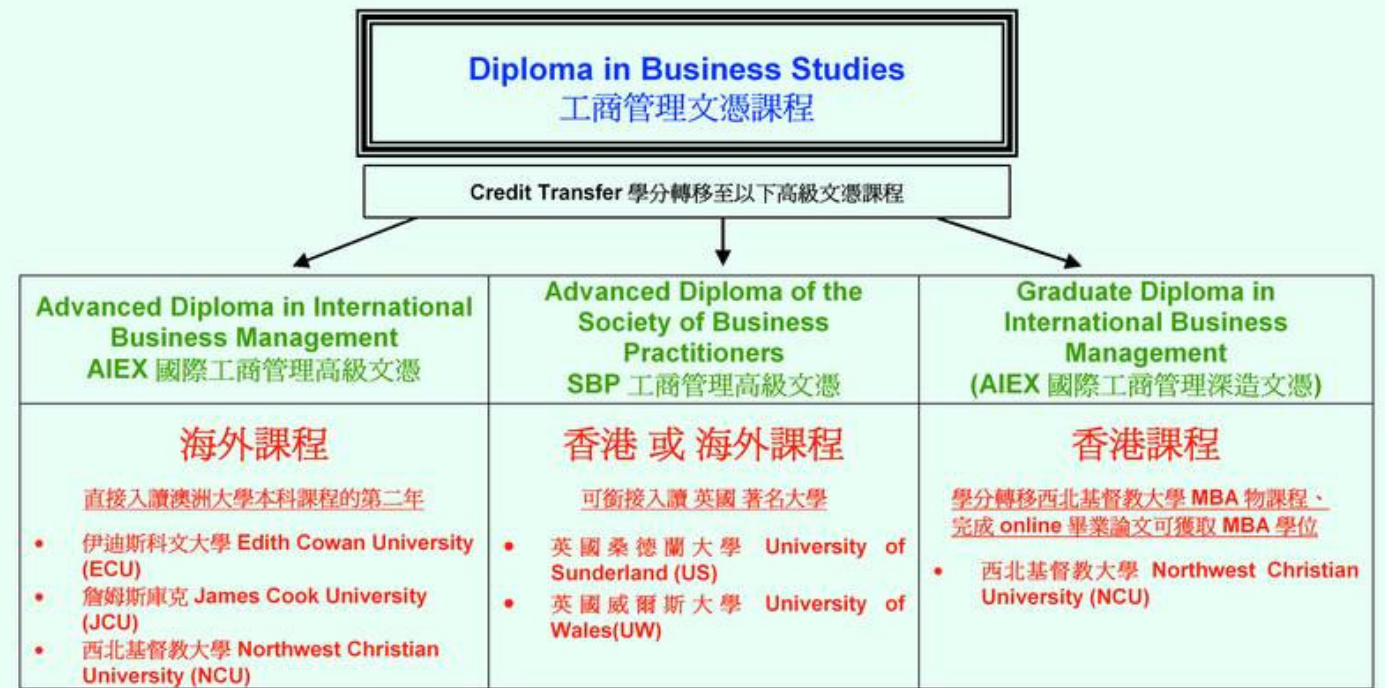 Diploma in Business Studies
工商管理文憑課程
Credit Transfer 學分轉移至以下高級文憑課程
Advanced Diploma in International
Business Management
AIEX 國際工商管理高級文憑
Advanced Diploma of the
Society of Business
Practitioners
SBP 工商管理高級文憑
Graduate Diploma in
International Business
Management
(AIEX 國際工商管理深造文憑)
海外課程
直接入讀澳洲大學本科課程的第二年
• 伊迪斯科文大學 Edith Cowan University
(ECU)
• 詹姆斯庫克 James Cook University
(JCU)
• 西北基督教大學 Northwest Christian
University (NCU)
香港 或 海外課程
可銜接入讀 英國 著名大學
• 英國桑德蘭大學 University of
Sunderland (US)
• 英國威爾斯大學 University of
Wales(UW)
香港課程
學分轉移西北基督教大學 MBA 物課程、
完成 online 畢業論文可獲取 MBA 學位
• 西北基督教大學 Northwest Christian
University (NCU)